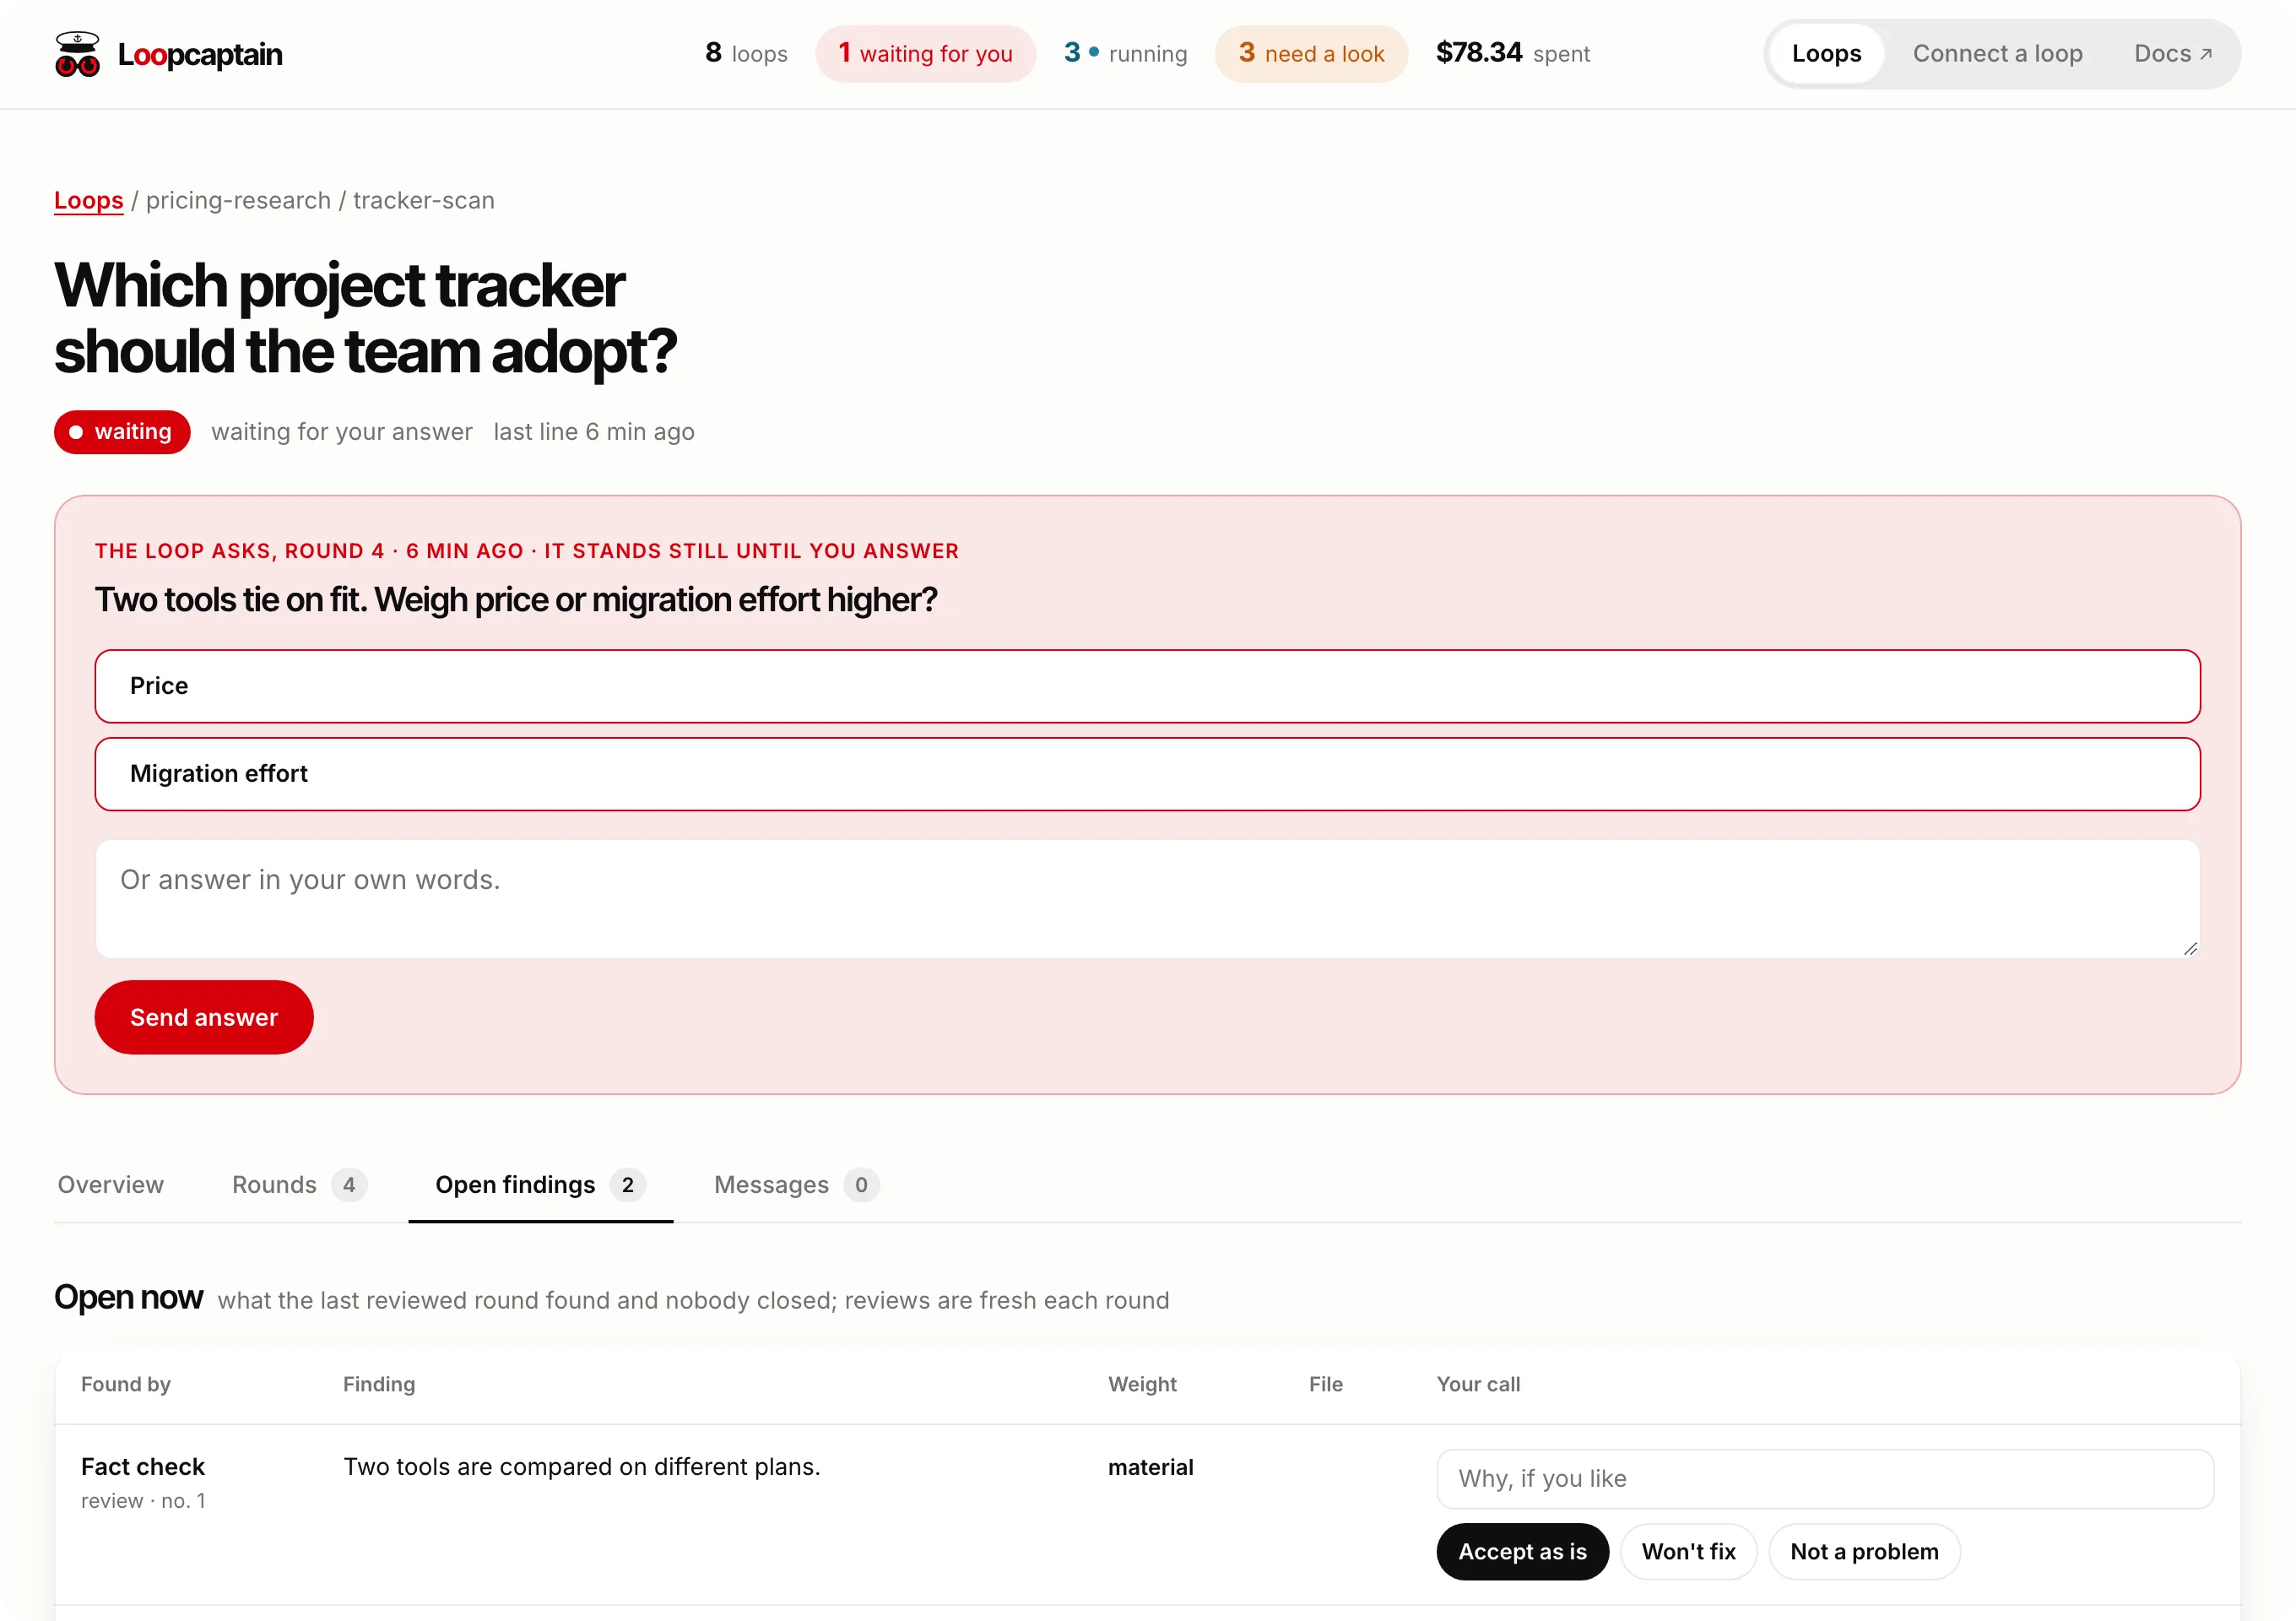 Loopcaptain
8 loops
1 waiting for you
3 running
3 need a look
$78.34 spent
Loops
Connect a loop
Docs ↗
Loops / pricing-research / tracker-scan
Which project tracker
should the team adopt?
waiting
waiting for your answer
last line 6 min ago
THE LOOP ASKS, ROUND 4 · 6 MIN AGO · IT STANDS STILL UNTIL YOU ANSWER
Two tools tie on fit. Weigh price or migration effort higher?
Price
Migration effort
Or answer in your own words.
Send answer
Overview
Rounds 4
Open findings 2
Messages 0
Open now what the last reviewed round found and nobody closed; reviews are fresh each round
Found by
Finding
Weight
File
Your call
Fact check
review · no. 1
Two tools are compared on different plans.
material
Why, if you like
Accept as is
Won't fix
Not a problem